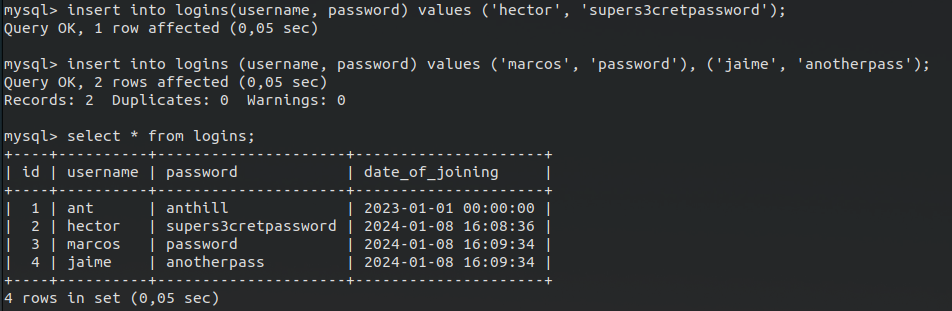 mysql> insert into logins(username, password) values ('hector', 'supers3cretpassword');
Query OK, 1 row affected (0,05 sec)
mysql> insert into logins (username, password) values ('marcos', 'password'), ('jaime', 'anotherpass');
Query OK, 2 rows affected (0,05 sec)
Records: 2  Duplicates: 0  Warnings: 0
mysql> select * from logins;
+----+----------+---------------------+---------------------+
| id | username | password            | date_of_joining     |
+----+----------+---------------------+---------------------+
|  1 | ant      | anthill             | 2023-01-01 00:00:00 |
|  2 | hector   | supers3cretpassword | 2024-01-08 16:08:36 |
|  3 | marcos   | password            | 2024-01-08 16:09:34 |
|  4 | jaime    | anotherpass         | 2024-01-08 16:09:34 |
+----+----------+---------------------+---------------------+
4 rows in set (0,05 sec)